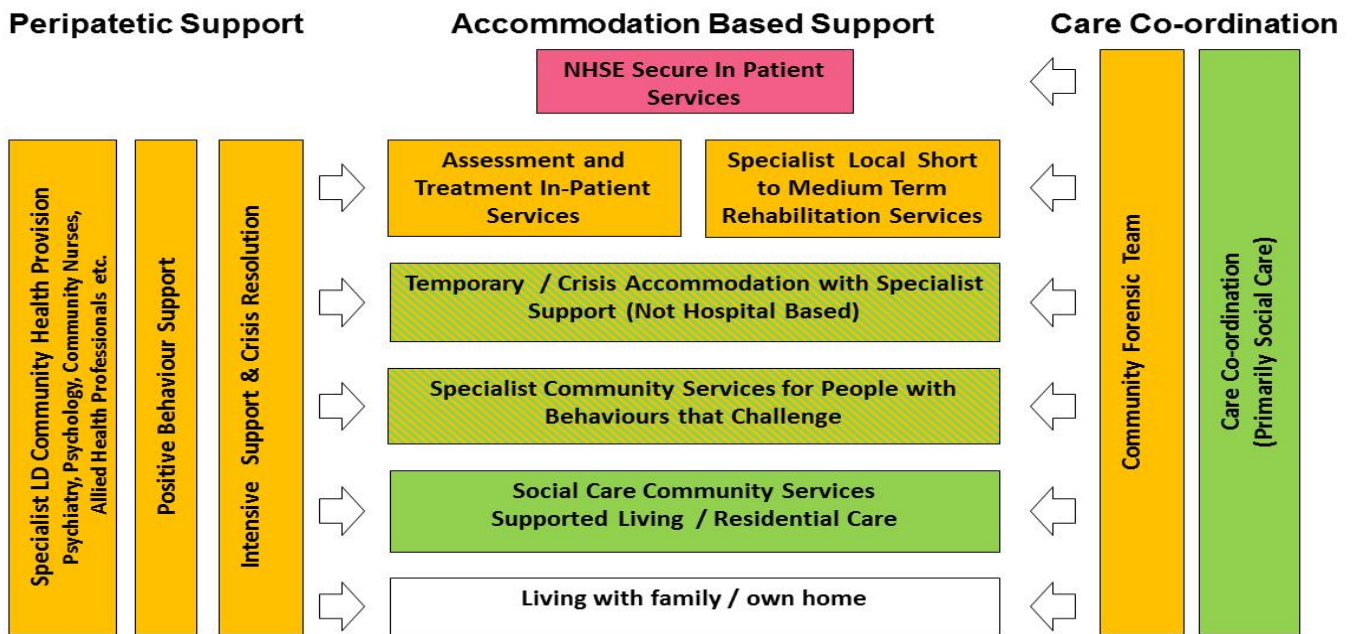 Peripatetic Support
Accommodation Based Support
Care Co-ordination
Specialist LD Community Health Provision
Psychiatry, Psychology, Community Nurses,
Allied Health Professionals etc.
Positive Behaviour Support
Intensive Support & Crisis Resolution
NHSE Secure In Patient
Services
Assessment and
Treatment In-Patient
Services
Specialist Local Short
to Medium Term
Rehabilitation Services
Temporary / Crisis Accommodation with Specialist
Support (Not Hospital Based)
Specialist Community Services for People with
Behaviours that Challenge
Social Care Community Services
Supported Living / Residential Care
Living with family / own home
Community Forensic Team
Care Co-ordination
(Primarily Social Care)